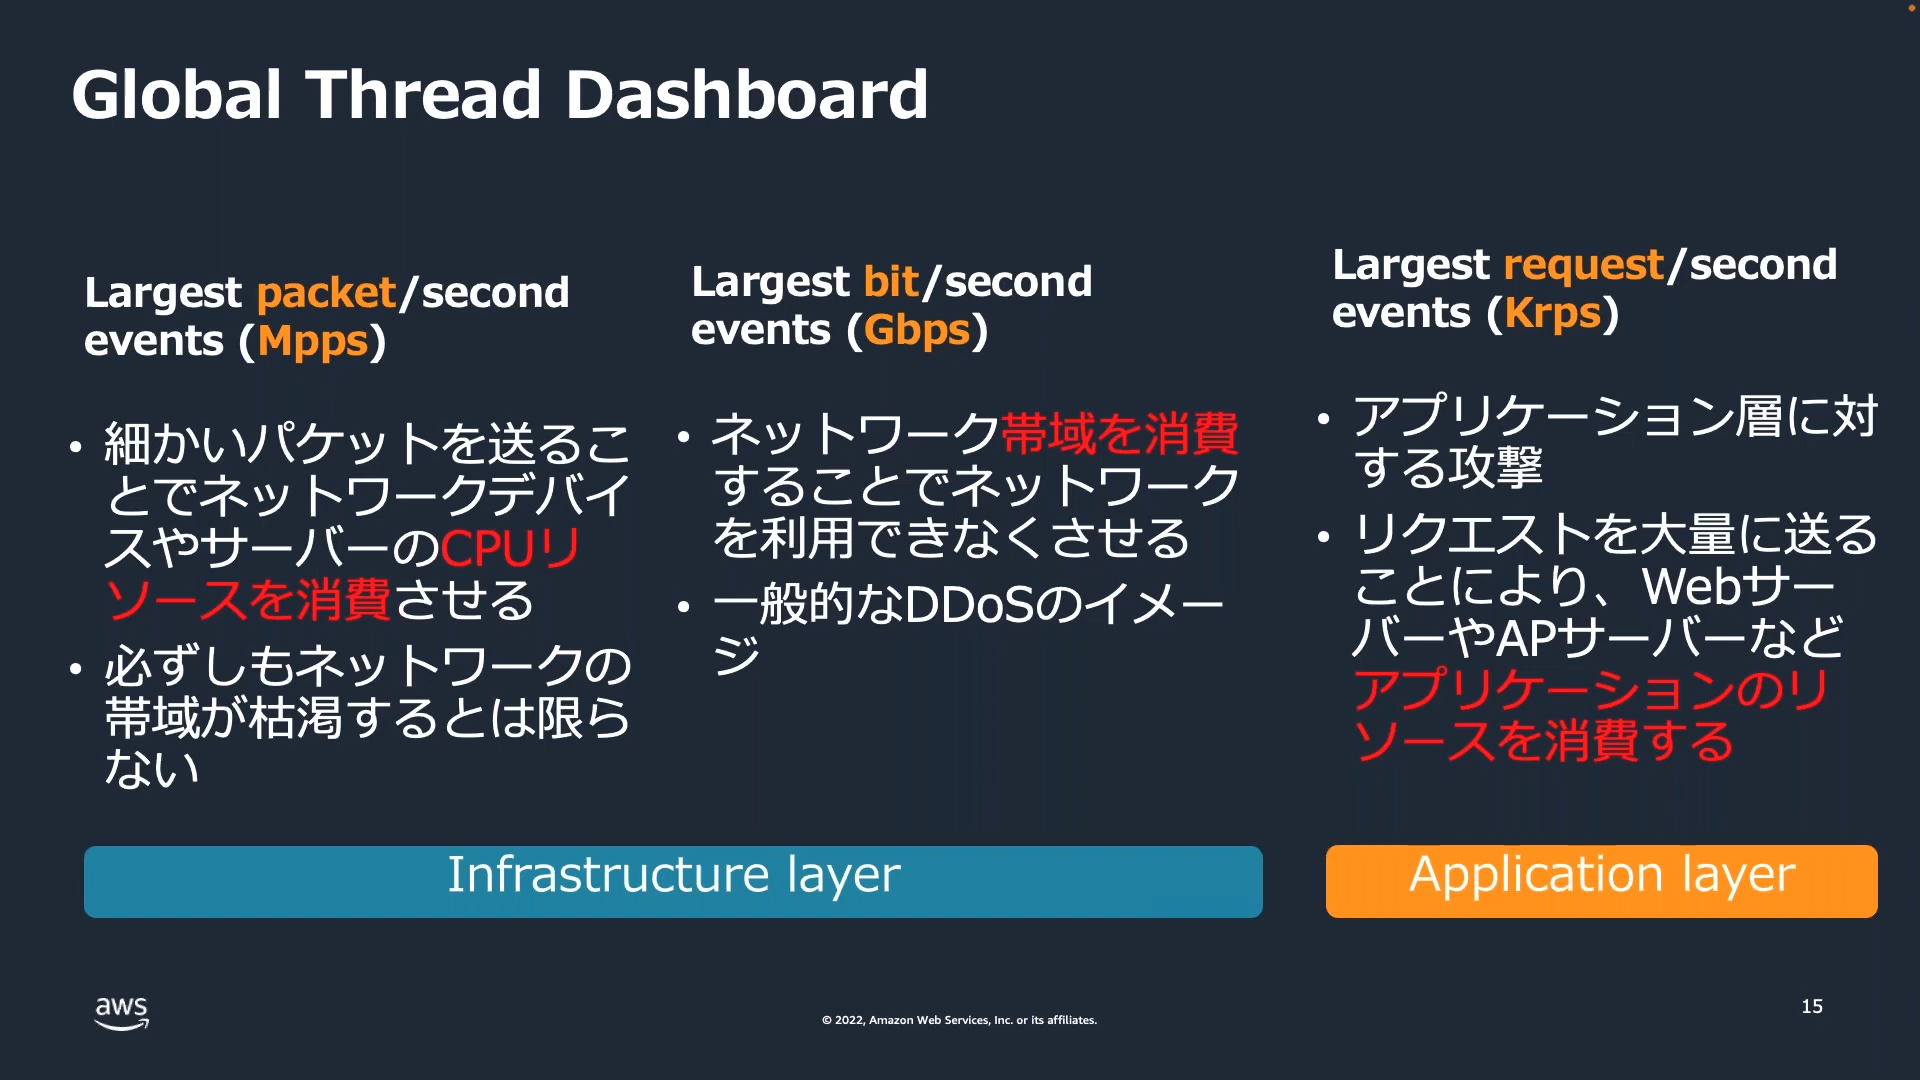 Global Thread Dashboard
Largest packet/second
events (Mpps)
• 細かいパケットを送るこ
とでネットワークデバイ
スやサーバーのCPUリ
ソースを消費させる
• 必ずしもネットワークの
帯域が枯渇するとは限ら
ない
Largest bit/second
events (Gbps)
• ネットワーク帯域を消費
することでネットワーク
を利用できなくさせる
• 一般的なDDoSのイメー
ジ
Largest request/second
events (Krps)
• アプリケーション層に対
する攻撃
• リクエストを大量に送る
ことにより、Webサー
バーやAPサーバーなど
アプリケーションのリ
ソースを消費する
Infrastructure layer
Application layer
aws
© 2022, Amazon Web Services, Inc. or its affiliates.
15